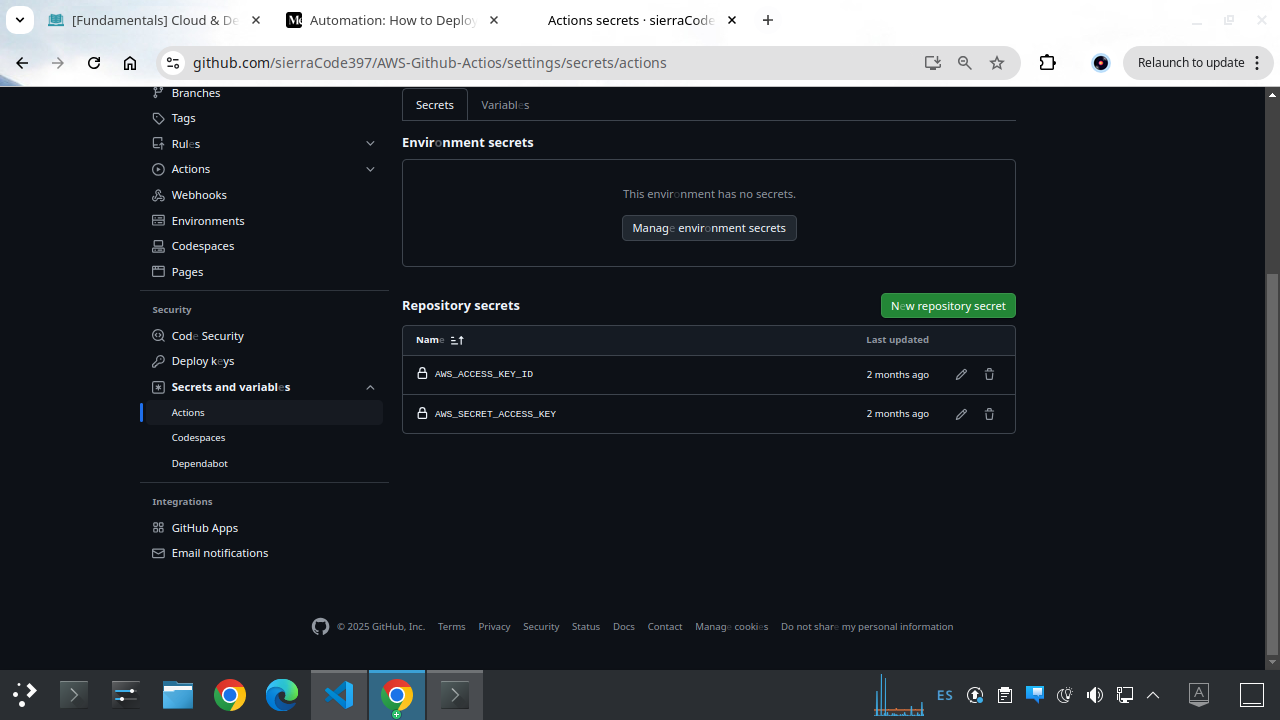 [Fundamentals] Cloud & De
Automation: How to Deploy
Actions secrets · sierraCode
github.com/sierraCode397/AWS-Github-Actios/settings/secrets/actions
Relaunch to update
Branches
Tags
Rules
Actions
Webhooks
Environments
Codespaces
Pages
Security
Code Security
Deploy keys
Secrets and variables
Actions
Codespaces
Dependabot
Integrations
GitHub Apps
Email notifications
Secrets
Variables
Environment secrets
This environment has no secrets.
Manage environment secrets
Repository secrets
New repository secret
Name
Last updated
AWS_ACCESS_KEY_ID
2 months ago
AWS_SECRET_ACCESS_KEY
2 months ago
© 2025 GitHub, Inc. Terms Privacy Security Status Docs Contact Manage cookies Do not share my personal information
ES
A